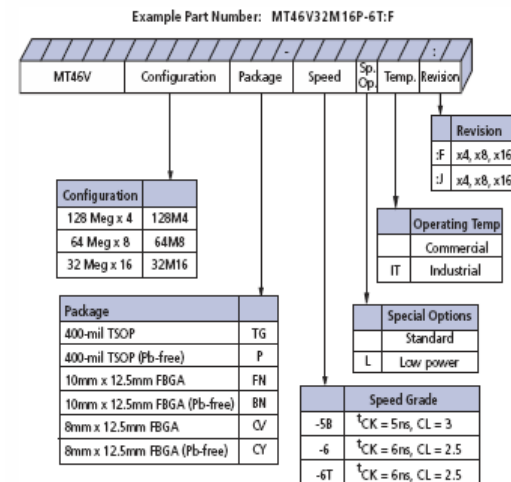 Example Part Number: MT46V32M16P-6T:F
- :
MT46V Configuration Package Speed Sp. Op. Temp. Revision
Revision
:F x4, x8, x16
:J x4, x8, x16
Configuration
128 Meg x 4 128M4
64 Meg x 8 64M8
32 Meg x 16 32M16
Operating Temp
Commercial
IT Industrial
Package
400-mil TSOP TG
400-mil TSOP (Pb-free) P
10mm x 12.5mm FBGA FN
10mm x 12.5mm FBGA (Pb-free) BN
8mm x 12.5mm FBGA CV
8mm x 12.5mm FBGA (Pb-free) CY
Special Options
Standard
L Low power
Speed Grade
-5B tCK = 5ns, CL = 3
-6 tCK = 6ns, CL = 2.5
-6T tCK = 6ns, CL = 2.5